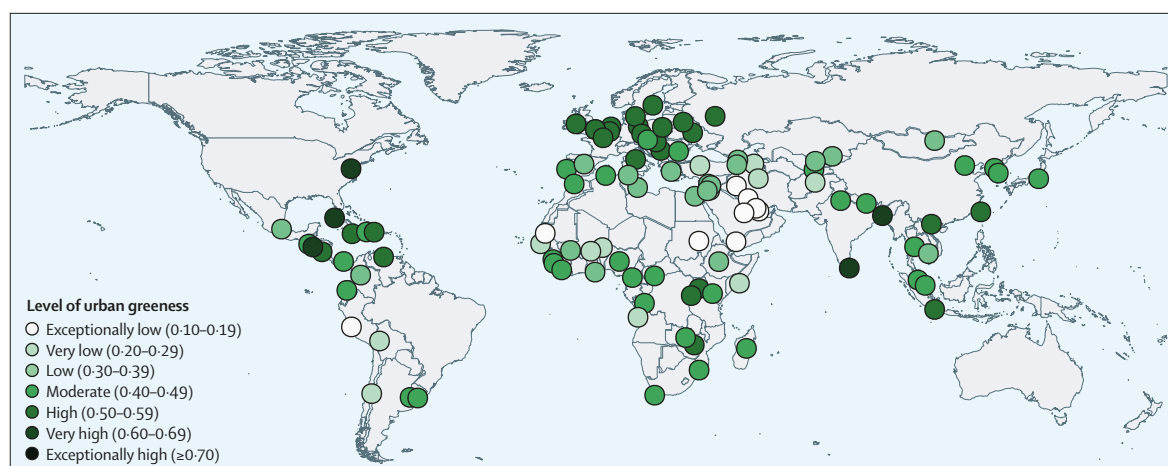 Level of urban greeness
Exceptionally low (0·10–0·19)
Very low (0·20–0·29)
Low (0·30–0·39)
Moderate (0·40–0·49)
High (0·50–0·59)
Very high (0·60–0·69)
Exceptionally high (≥0·70)